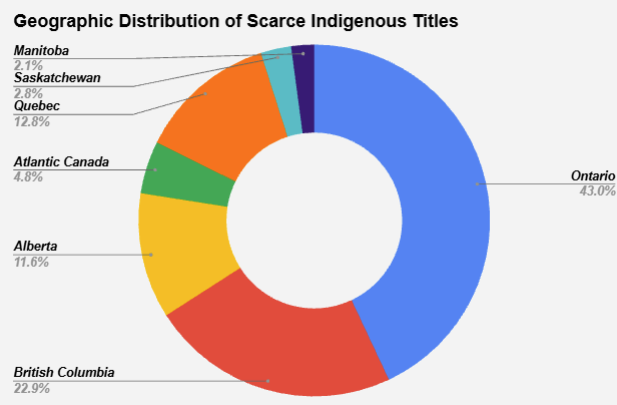 Geographic Distribution of Scarce Indigenous Titles
Manitoba
2.1%
Saskatchewan
2.8%
Quebec
12.8%
Atlantic Canada
4.8%
Ontario
43.0%
Alberta
11.6%
British Columbia
22.9%